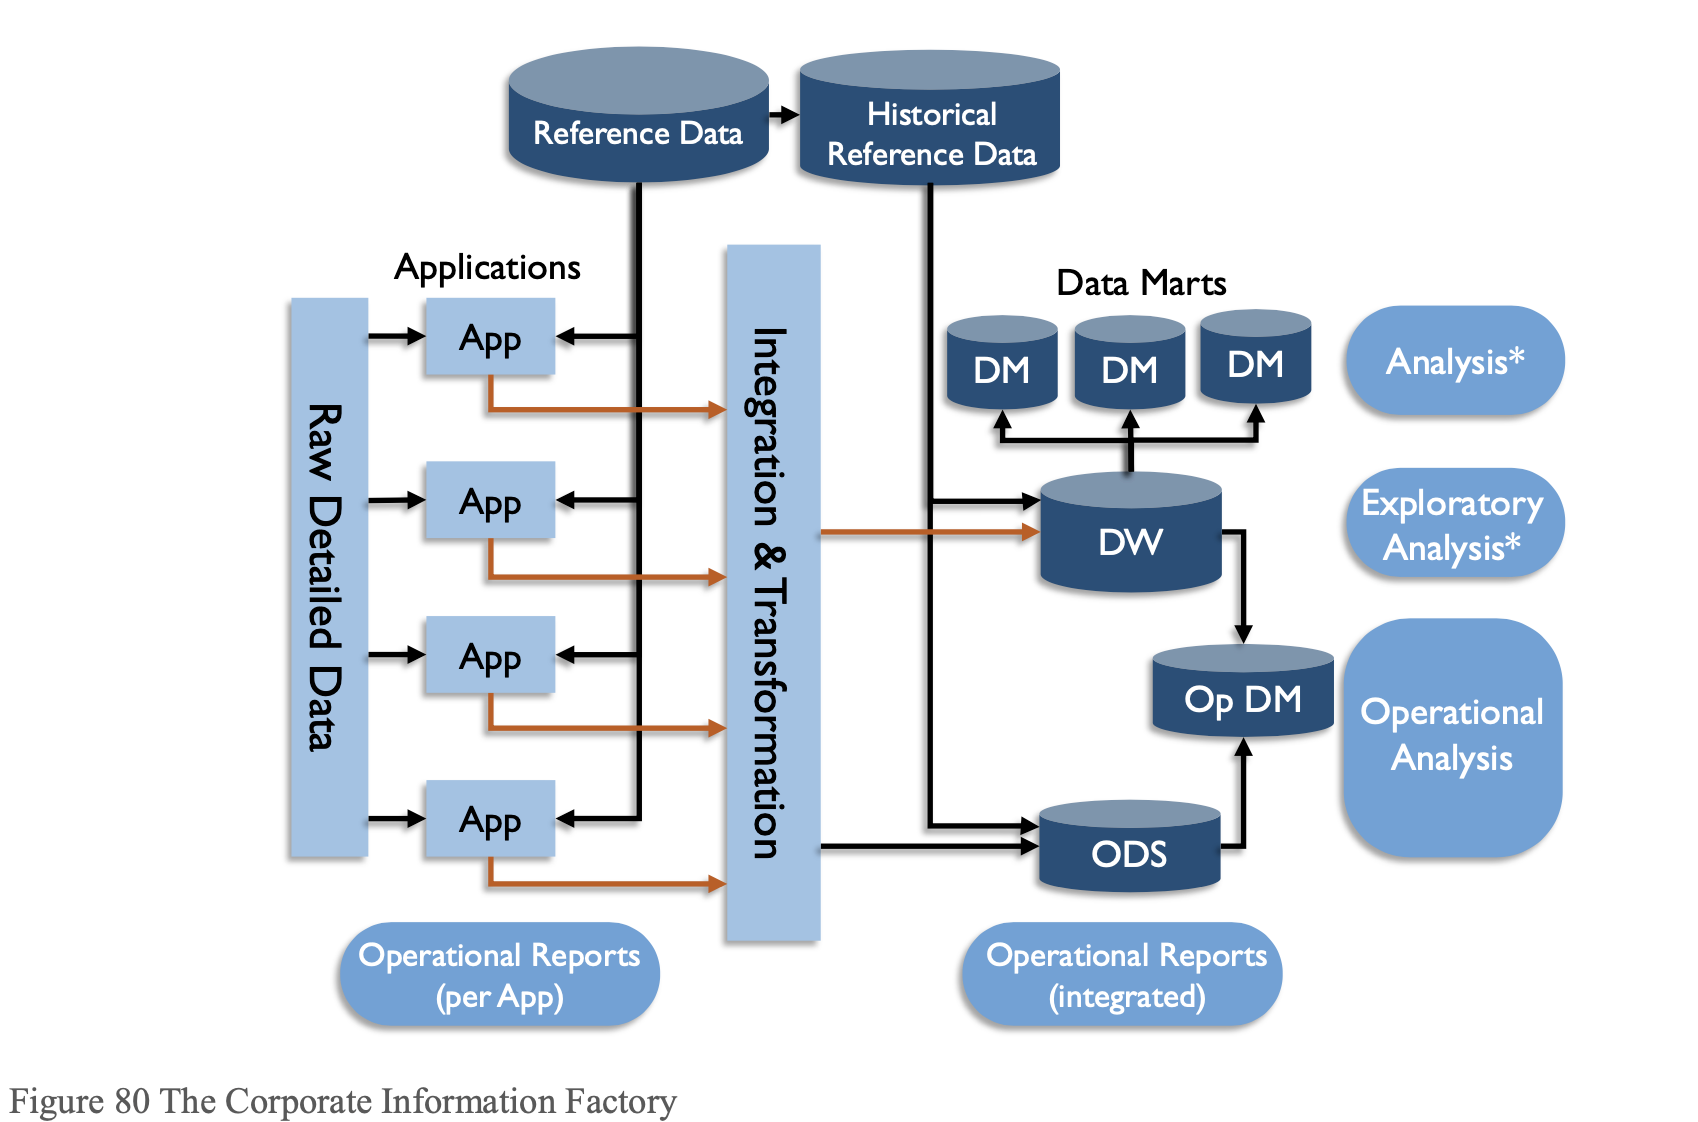 Reference Data
Historical
Reference Data
Applications
Data Marts
Raw Detailed Data
App
App
App
App
Integration & Transformation
DM
DM
DM
DW
Op DM
ODS
Analysis*
Exploratory
Analysis*
Operational
Analysis
Operational Reports
(per App)
Operational Reports
(integrated)
Figure 80 The Corporate Information Factory